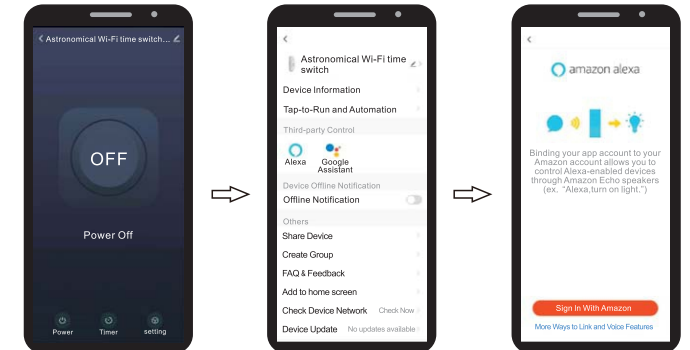 Astronomical Wi-Fi time switch...
OFF
Power Off
Power
Timer
setting
Astronomical Wi-Fi time
switch
Device Information
Tap-to-Run and Automation
Third-party Control
Alexa
Google
Assistant
Device Offline Notification
Offline Notification
Others
Share Device
Create Group
FAQ & Feedback
Add to home screen
Check Device Network Check Now
Device Update No updates available
amazon alexa
Binding your app account to your
Amazon account allows you to
control Alexa-enabled devices
through Amazon Echo speakers
(ex. "Alexa,turn on light.")
Sign In With Amazon
More Ways to Link and Voice Features